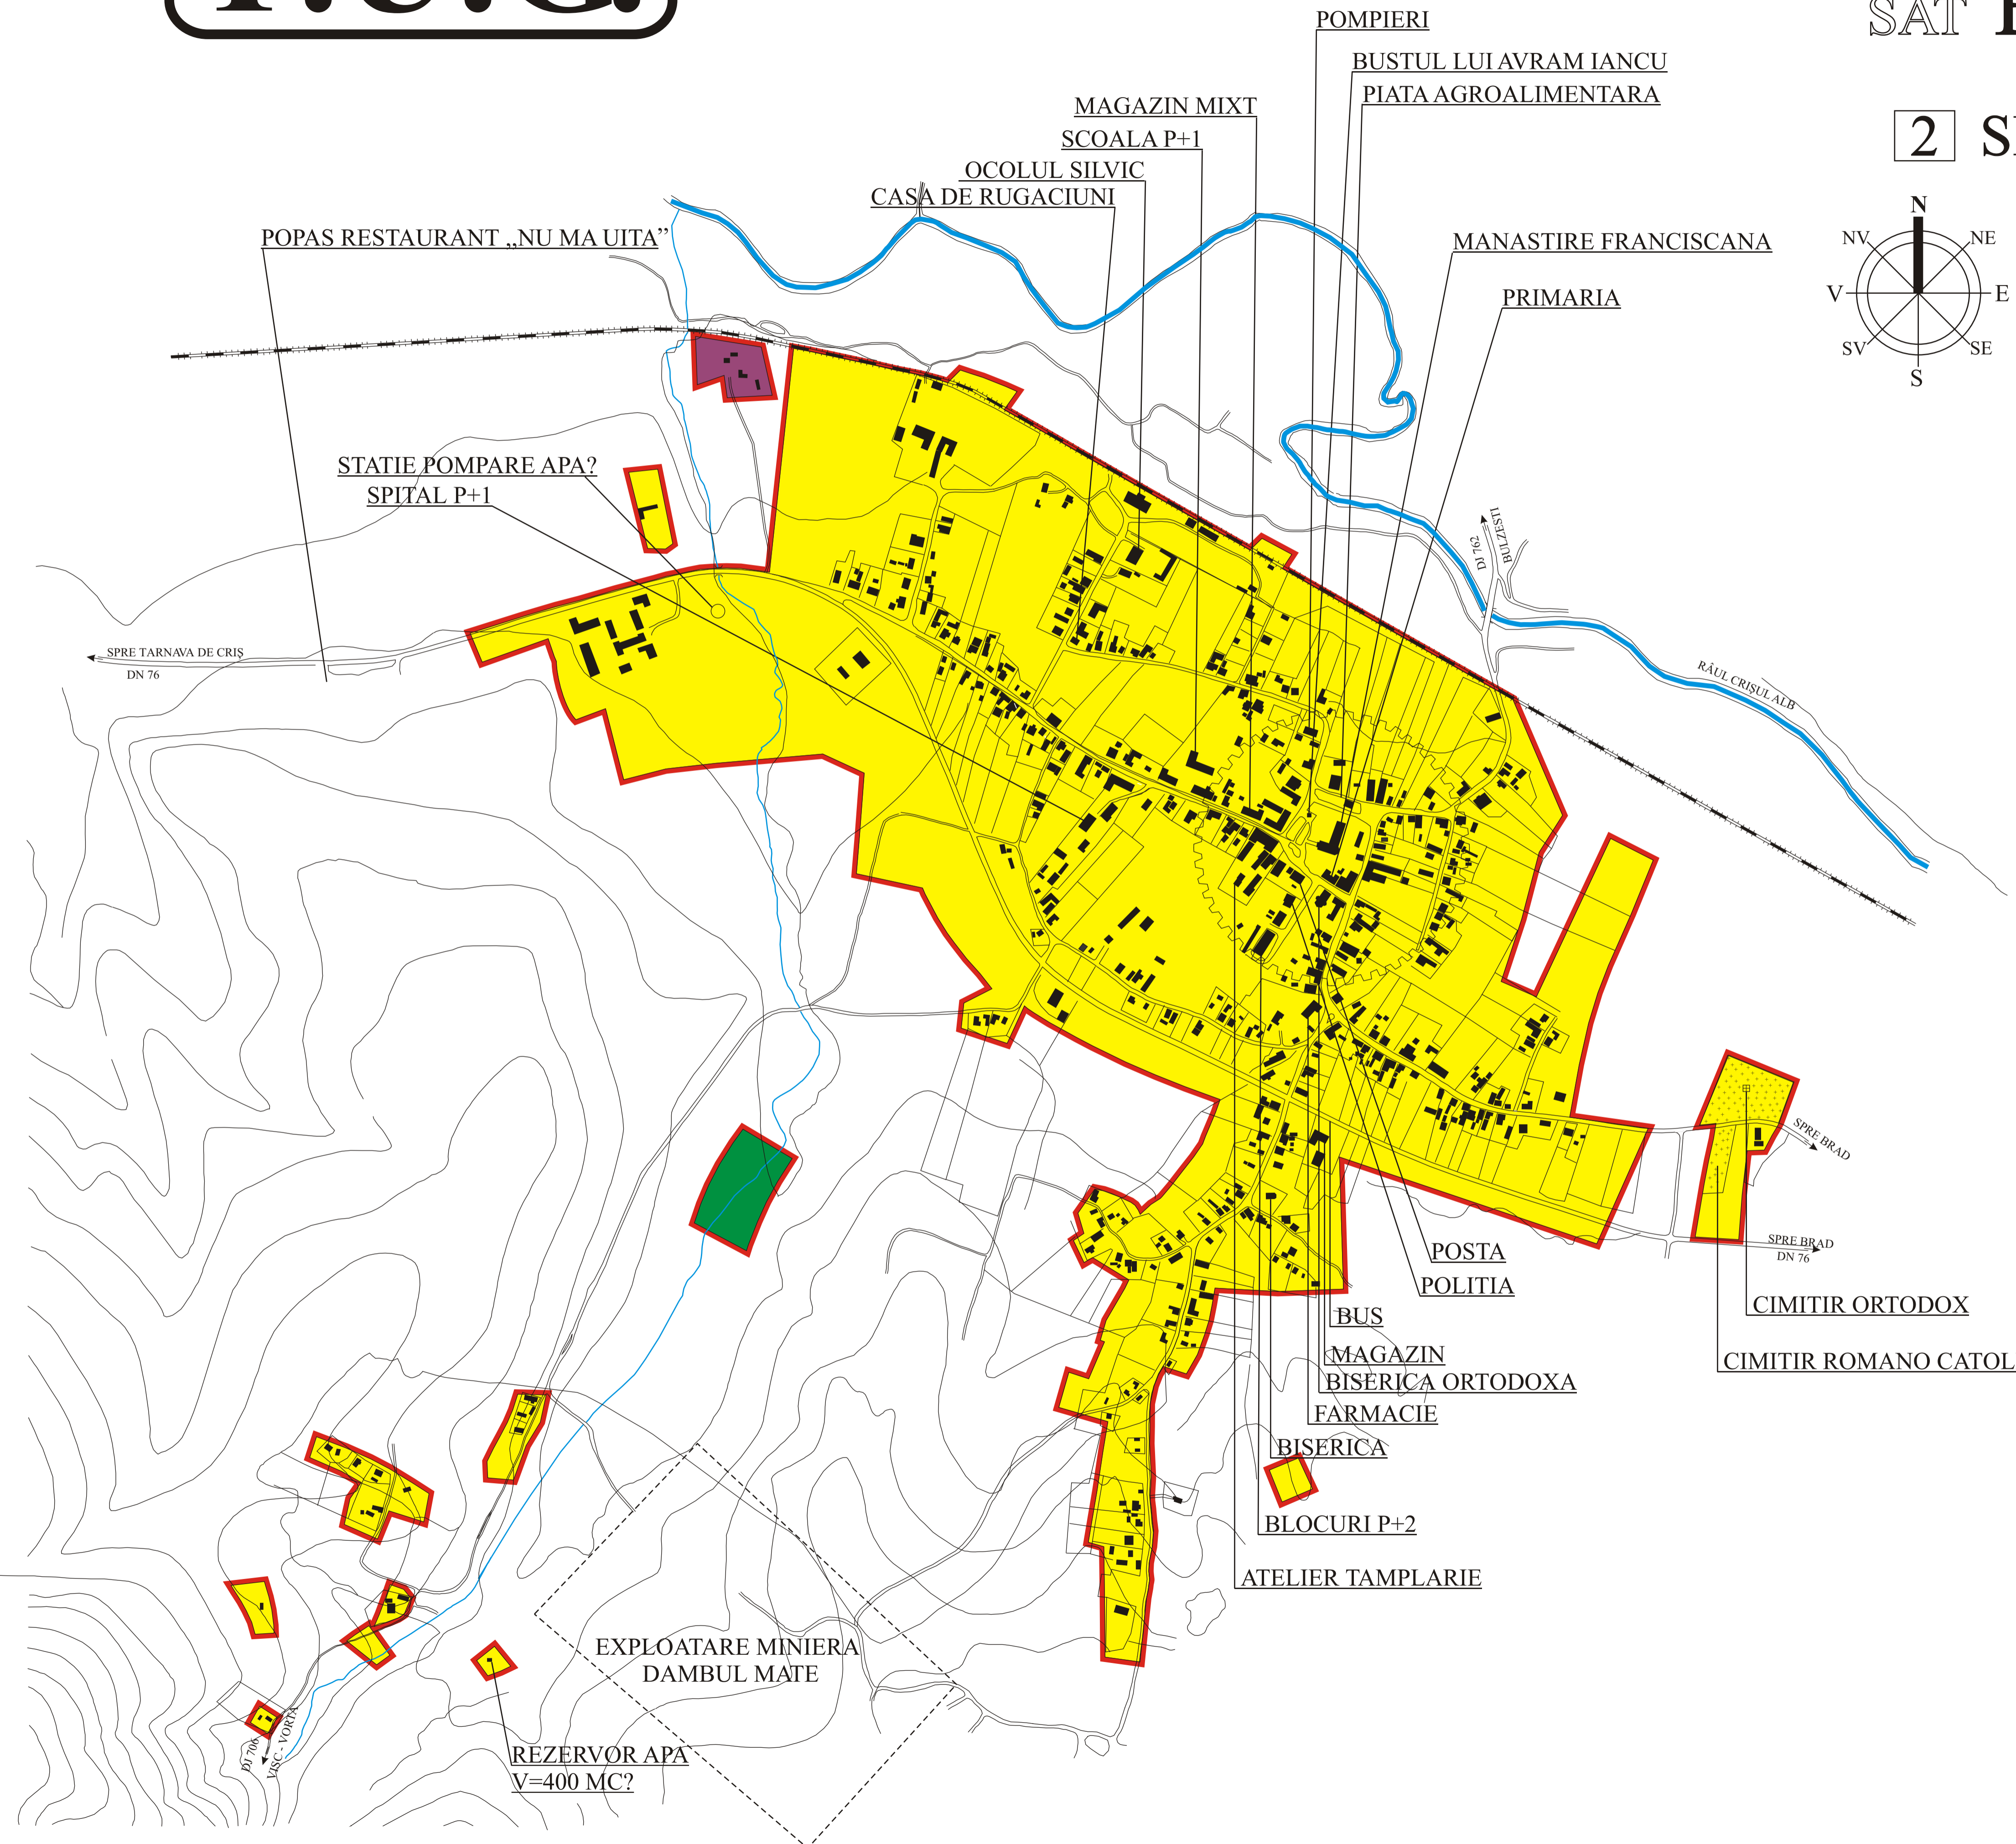 P.U.G.
SAT
POMPIERI
BUSTUL LUI AVRAM IANCU
PIATA AGROALIMENTARA
MAGAZIN MIXT
SCOALA P+1
OCOLUL SILVIC
CASA DE RUGACIUNI
2
POPAS RESTAURANT „NU MA UITA”
MANASTIRE FRANCISCANA
PRIMARIA
N
NV
NE
V
E
SV
SE
S
STATIE POMPARE APA?
SPITAL P+1
DJ 762
BULZESTI
SPRE TARNAVA DE CRIŞ
DN 76
RÂUL CRIŞUL ALB
SPRE BRAD
SPRE BRAD
DN 76
POSTA
POLITIA
BUS
MAGAZIN
BISERICA ORTODOXA
FARMACIE
BISERICA
BLOCURI P+2
ATELIER TAMPLARIE
CIMITIR ORTODOX
CIMITIR ROMANO CATOL
EXPLOATARE MINIERA
DAMBUL MATE
REZERVOR APA
V=400 MC?
DJ 706
VISC - VORTA